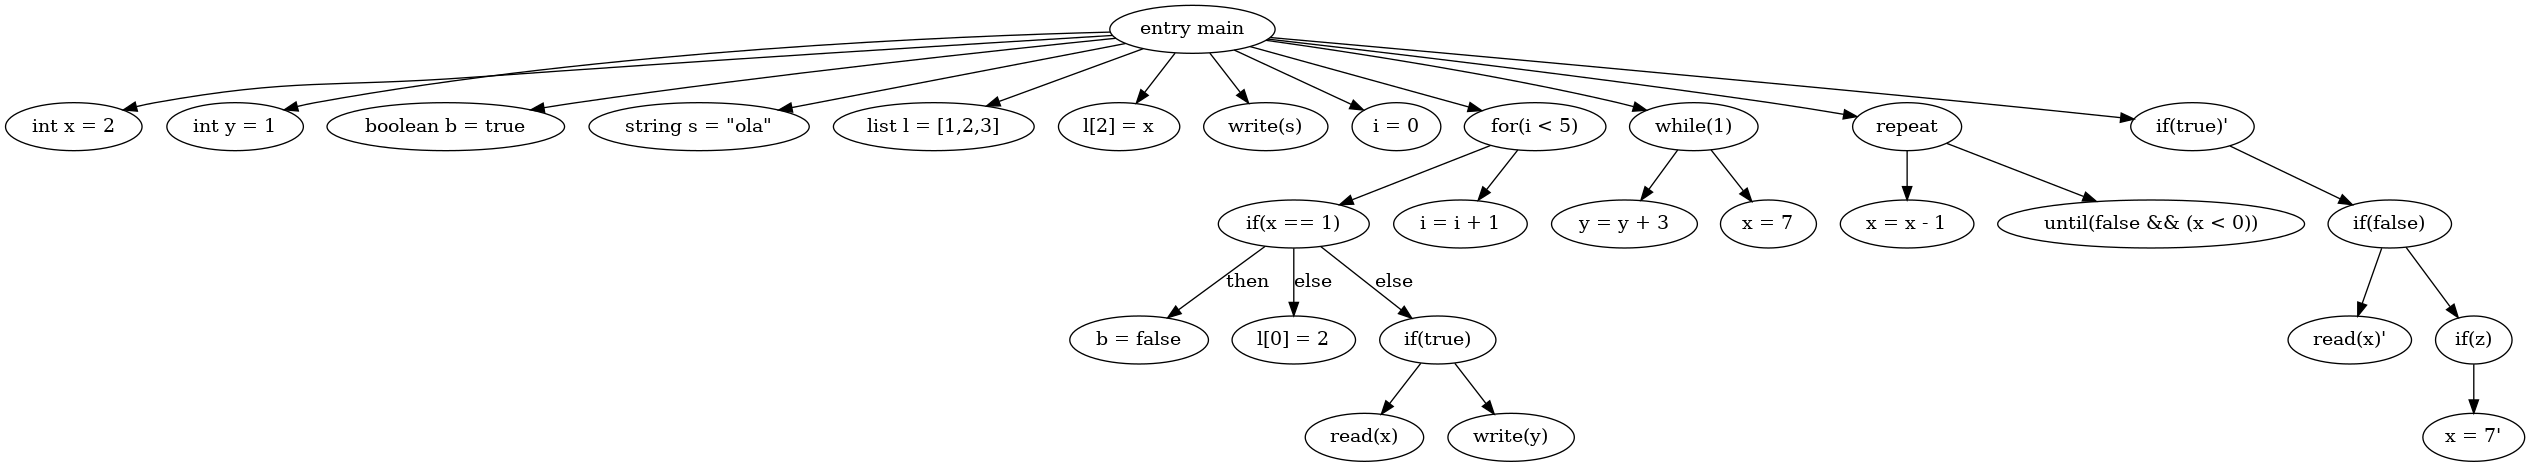 entry main
int x = 2
int y = 1
boolean b = true
string s = \"ola\"
list l = [1,2,3]
l[2] = x
write(s)
i = 0
for(i < 5)
while(1)
repeat
if(true)'
if(x == 1)
i = i + 1
y = y + 3
x = 7
x = x - 1
until(false && (x < 0))
if(false)
then
else
else
b = false
l[0] = 2
if(true)
read(x)'
if(z)
read(x)
write(y)
x = 7'